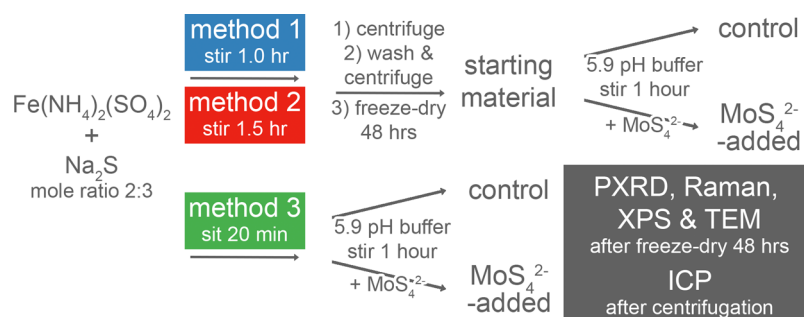 Fe(NH₄)₂(SO₄)₂
+
Na₂S
mole ratio 2:3
method 1
stir 1.0 hr
method 2
stir 1.5 hr
1) centrifuge
2) wash &
centrifuge
3) freeze-dry
48 hrs
starting
material
control
5.9 pH buffer
stir 1 hour
+ MoS₄²⁻
MoS₄²⁻
-added
method 3
sit 20 min
control
5.9 pH buffer
stir 1 hour
+ MoS₄²⁻
MoS₄²⁻
-added
PXRD, Raman,
XPS & TEM
after freeze-dry 48 hrs
ICP
after centrifugation